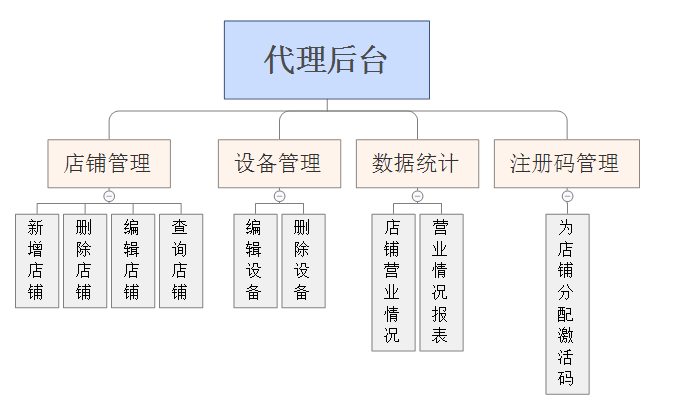 代理后台
店铺管理
设备管理
数据统计
注册码管理
新增店铺
删除店铺
编辑店铺
查询店铺
编辑设备
删除设备
店铺营业情况
营业情况报表
为店铺分配激活码